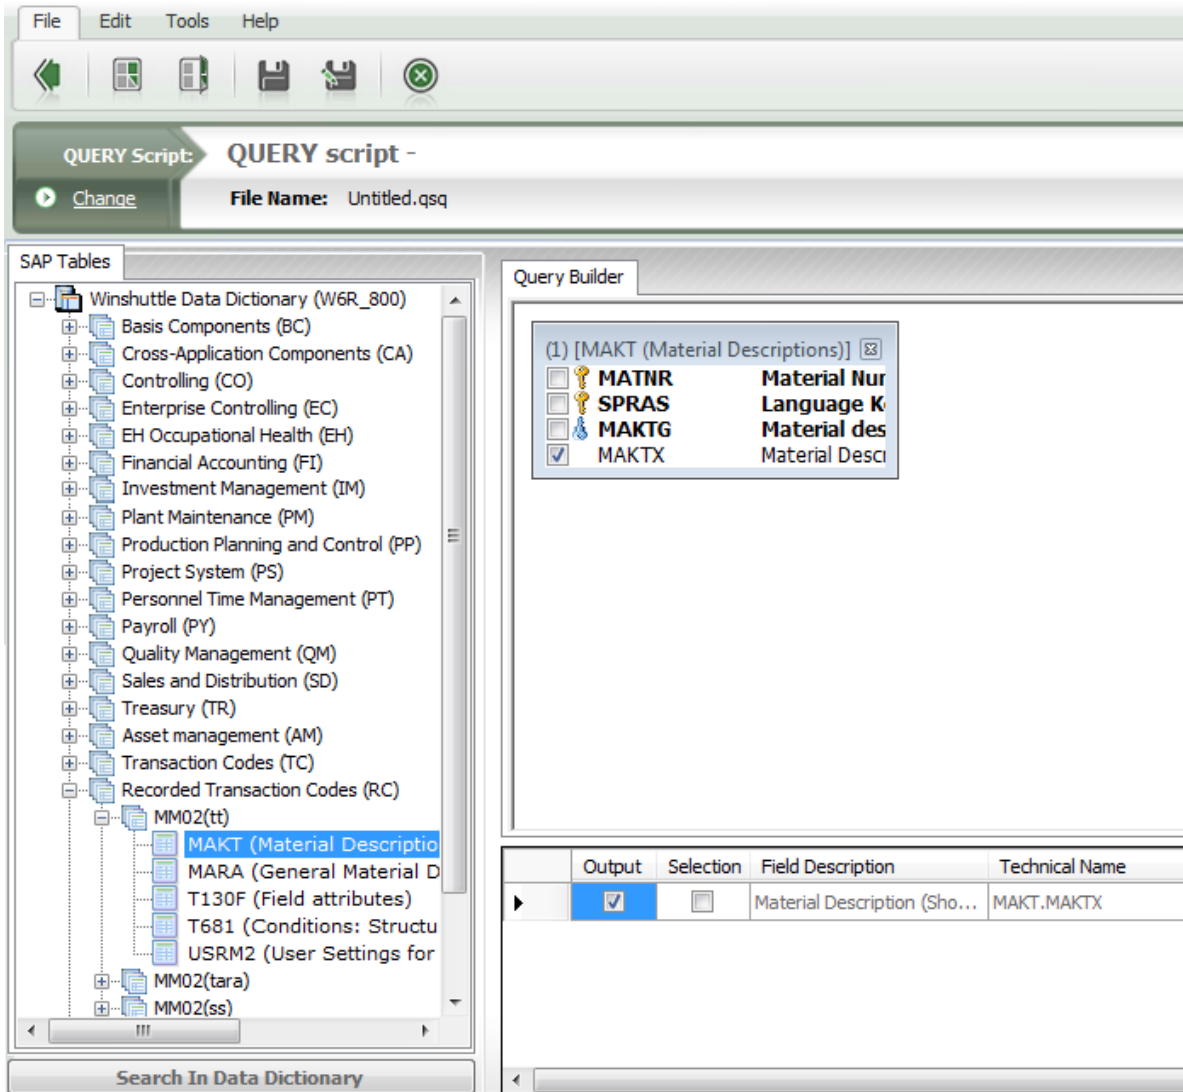 File Edit Tools Help
QUERY Script: QUERY script -
Change File Name: Untitled.qsq
SAP Tables
Winshuttle Data Dictionary (W6R_800)
Basis Components (BC)
Cross-Application Components (CA)
Controlling (CO)
Enterprise Controlling (EC)
EH Occupational Health (EH)
Financial Accounting (FI)
Investment Management (IM)
Plant Maintenance (PM)
Production Planning and Control (PP)
Project System (PS)
Personnel Time Management (PT)
Payroll (PY)
Quality Management (QM)
Sales and Distribution (SD)
Treasury (TR)
Asset management (AM)
Transaction Codes (TC)
Recorded Transaction Codes (RC)
MM02(tt)
MAKT (Material Descriptio
MARA (General Material D
T130F (Field attributes)
T681 (Conditions: Structu
USRM2 (User Settings for
MM02(tara)
MM02(ss)
Search In Data Dictionary
Query Builder
(1) [MAKT (Material Descriptions)]
MATNR Material Nur
SPRAS Language K
MAKTG Material des
MAKTX Material Descr
Output Selection Field Description Technical Name
Material Description (Sho... MAKT.MAKTX